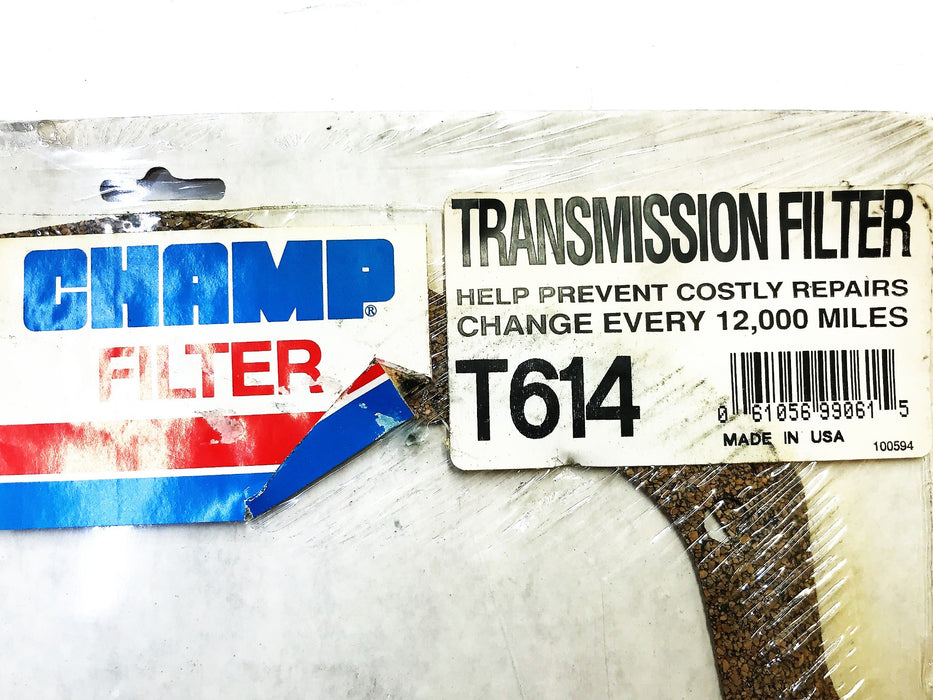 CHAMP®
FILTER
TRANSMISSION FILTER
HELP PREVENT COSTLY REPAIRS
CHANGE EVERY 12,000 MILES
T614
0 61056 99061 5
MADE IN USA
100594